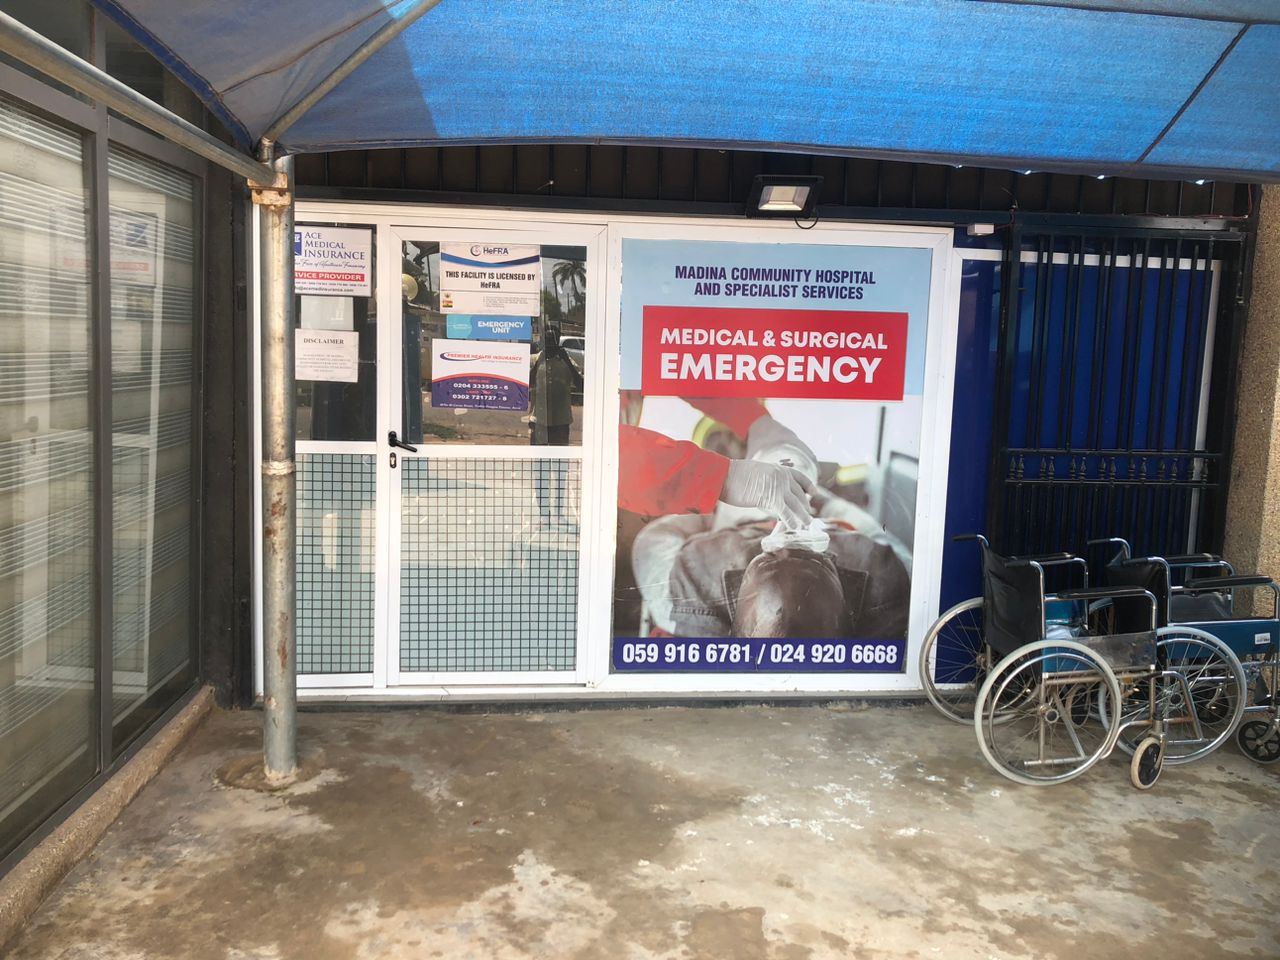 ACE
MEDICAL
INSURANCE
SERVICE PROVIDER
DISCLAIMER
HeFRA
THIS FACILITY IS LICENSED BY
HeFRA
EMERGENCY
UNIT
PREMIER HEALTH INSURANCE
0204 333555 - 6
0302 721727 - 8
MADINA COMMUNITY HOSPITAL
AND SPECIALIST SERVICES
MEDICAL & SURGICAL
EMERGENCY
059 916 6781 / 024 920 6668